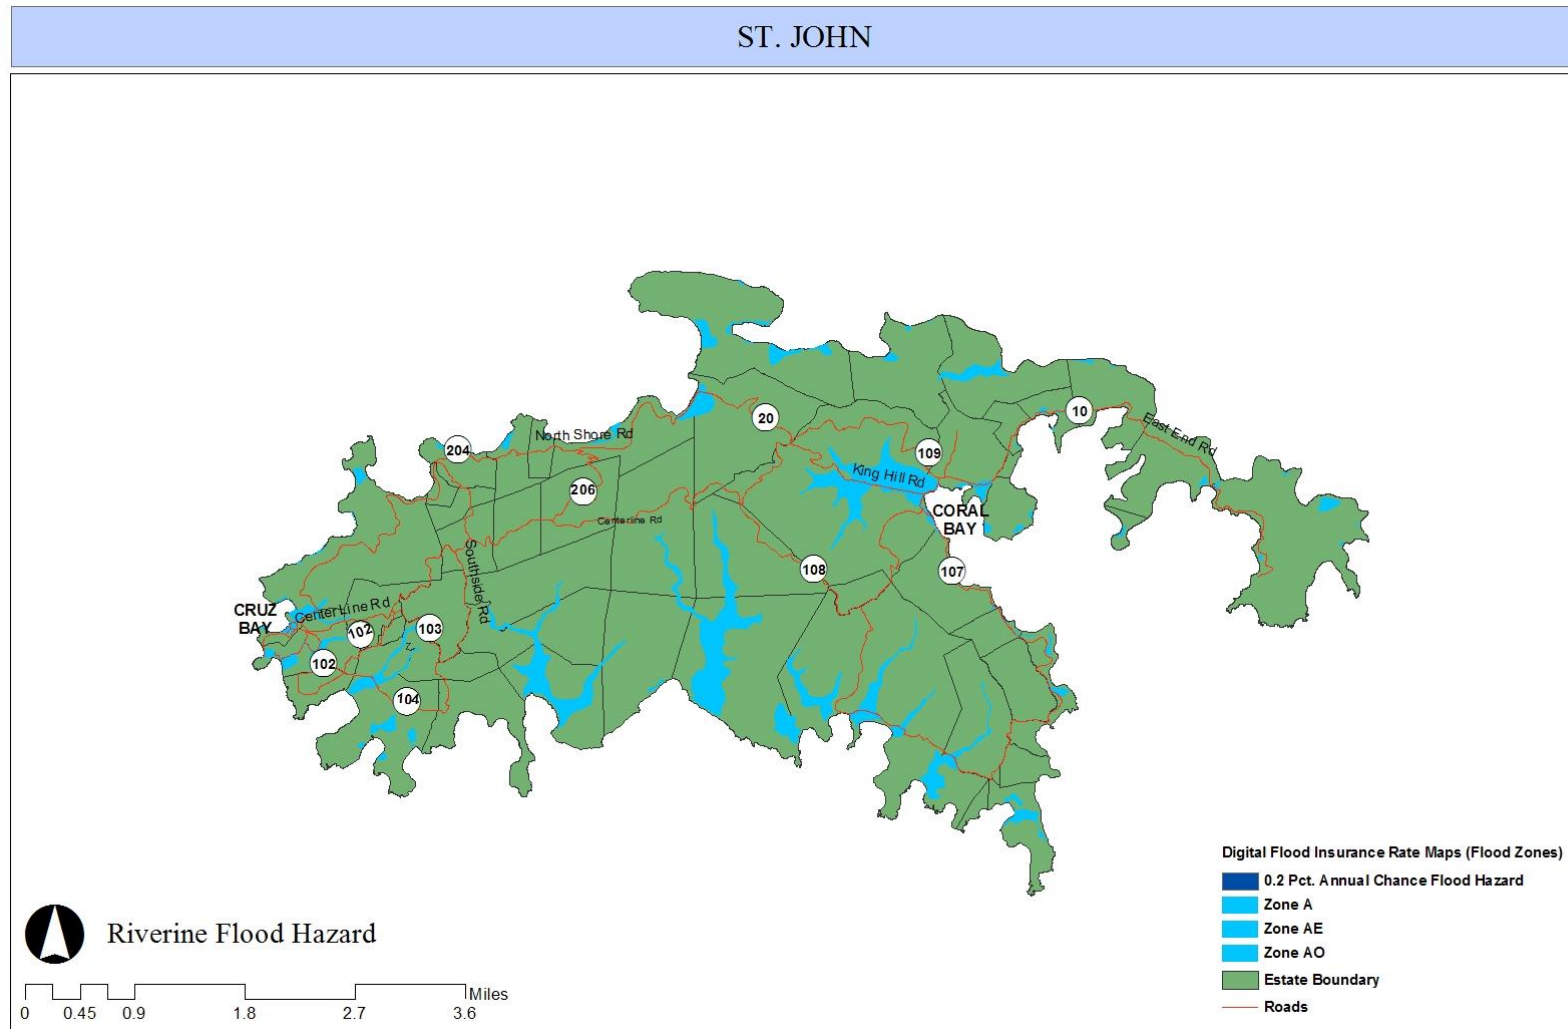 ST. JOHN
20
10
North Shore Rd
East End Rd
204
109
King Hill Rd
206
Centerline Rd
CORAL
BAY
Southside Rd
108
107
CRUZ
BAY
Center Line Rd
102
103
102
104
Digital Flood Insurance Rate Maps (Flood Zones)
0.2 Pct. Annual Chance Flood Hazard
Zone A
Zone AE
Zone AO
Estate Boundary
Roads
Riverine Flood Hazard
Miles
0 0.45 0.9 1.8 2.7 3.6